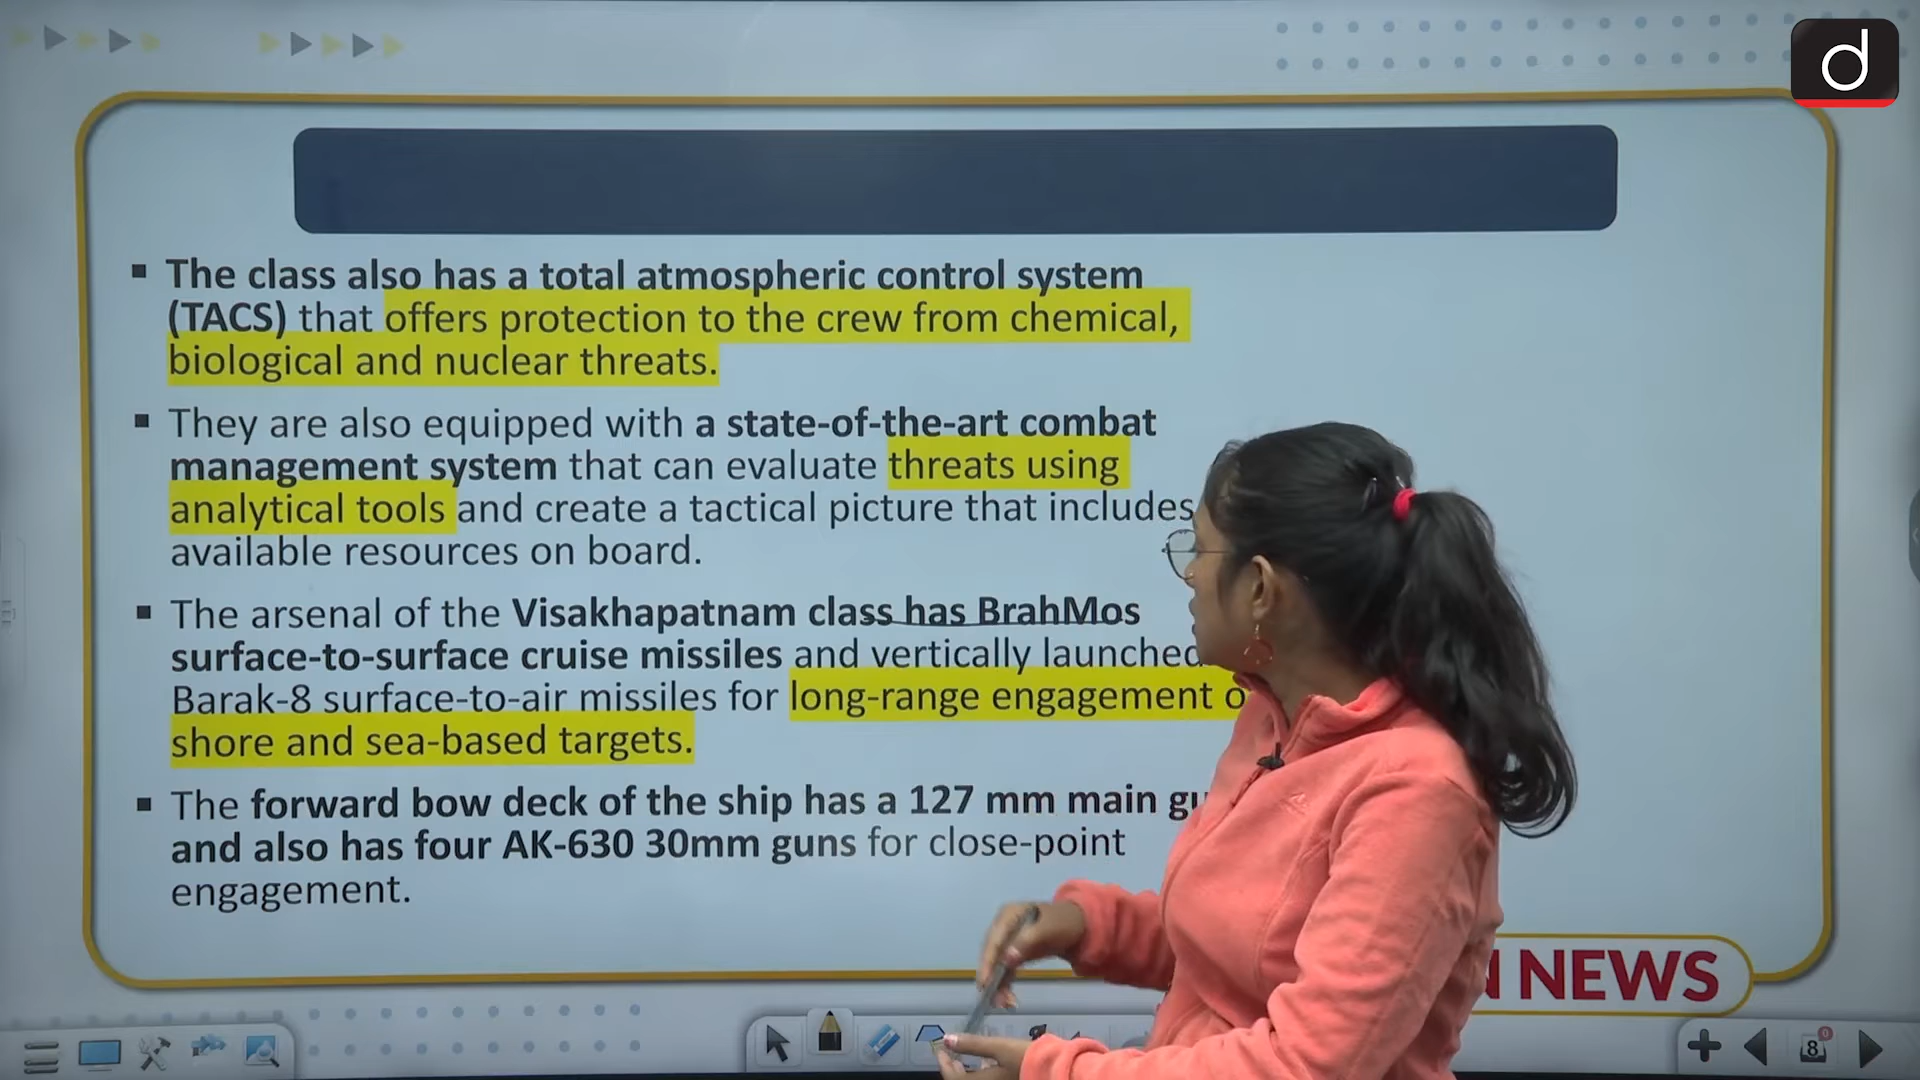 d
The class also has a total atmospheric control system
(TACS) that offers protection to the crew from chemical,
biological and nuclear threats.
They are also equipped with a state-of-the-art combat
management system that can evaluate threats using
analytical tools and create a tactical picture that includes
available resources on board.
The arsenal of the Visakhapatnam class has BrahMos
surface-to-surface cruise missiles and vertically launched
Barak-8 surface-to-air missiles for long-range engagement
shore and sea-based targets.
The forward bow deck of the ship has a 127 mm main
and also has four AK-630 30mm guns for close-point
engagement.
NEWS
8
0